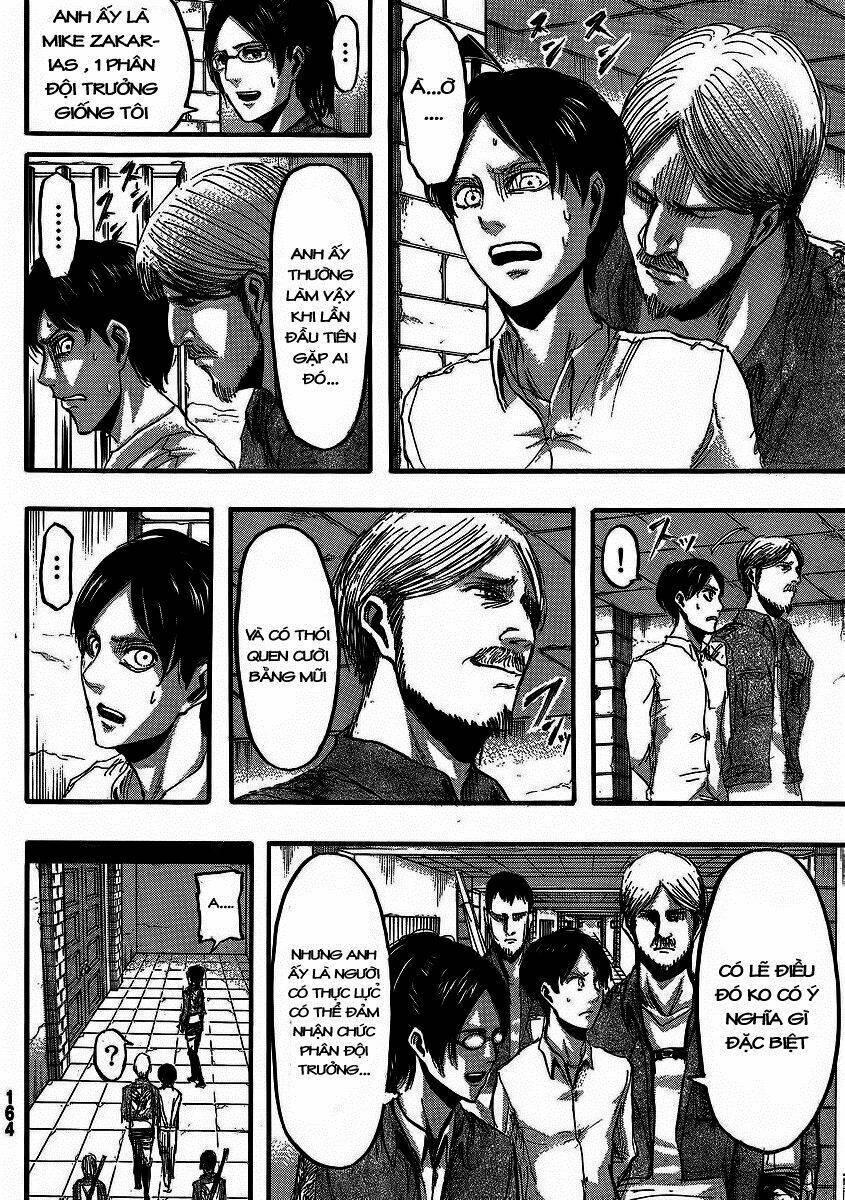 À...Ờ
....
ANH ẤY LÀ
MIKE ZAKAR-
IAS , 1 PHÂN
ĐỘI TRƯỞNG
GIỐNG TÔI
...
ANH ẤY
THƯỜNG
LÀM VẬY
KHI LẦN
ĐẦU TIÊN
GẶP AI
ĐÓ...
......
!
VÀ CÓ THÓI
QUEN CƯỜI
BẰNG MŨI
...
CÓ LẼ ĐIỀU
ĐÓ KO CÓ Ý
NGHĨA GÌ
ĐẶC BIỆT
NHƯNG ANH
ẤY LÀ NGƯỜI
CÓ THỰC LỰC
CÓ THỂ ĐẢM
NHẬN CHỨC
PHÂN ĐỘI
TRƯỞNG...
A....
?
164